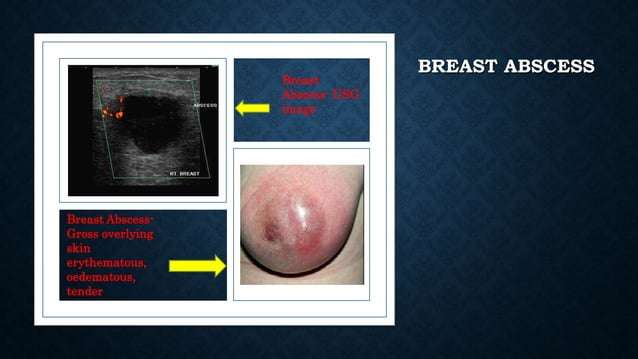 BREAST ABSCESS
ABSCESS
RT BREAST
Breast
Abscess- USG
image
Breast Abscess-
Gross overlying
skin
erythematous,
oedematous,
tender